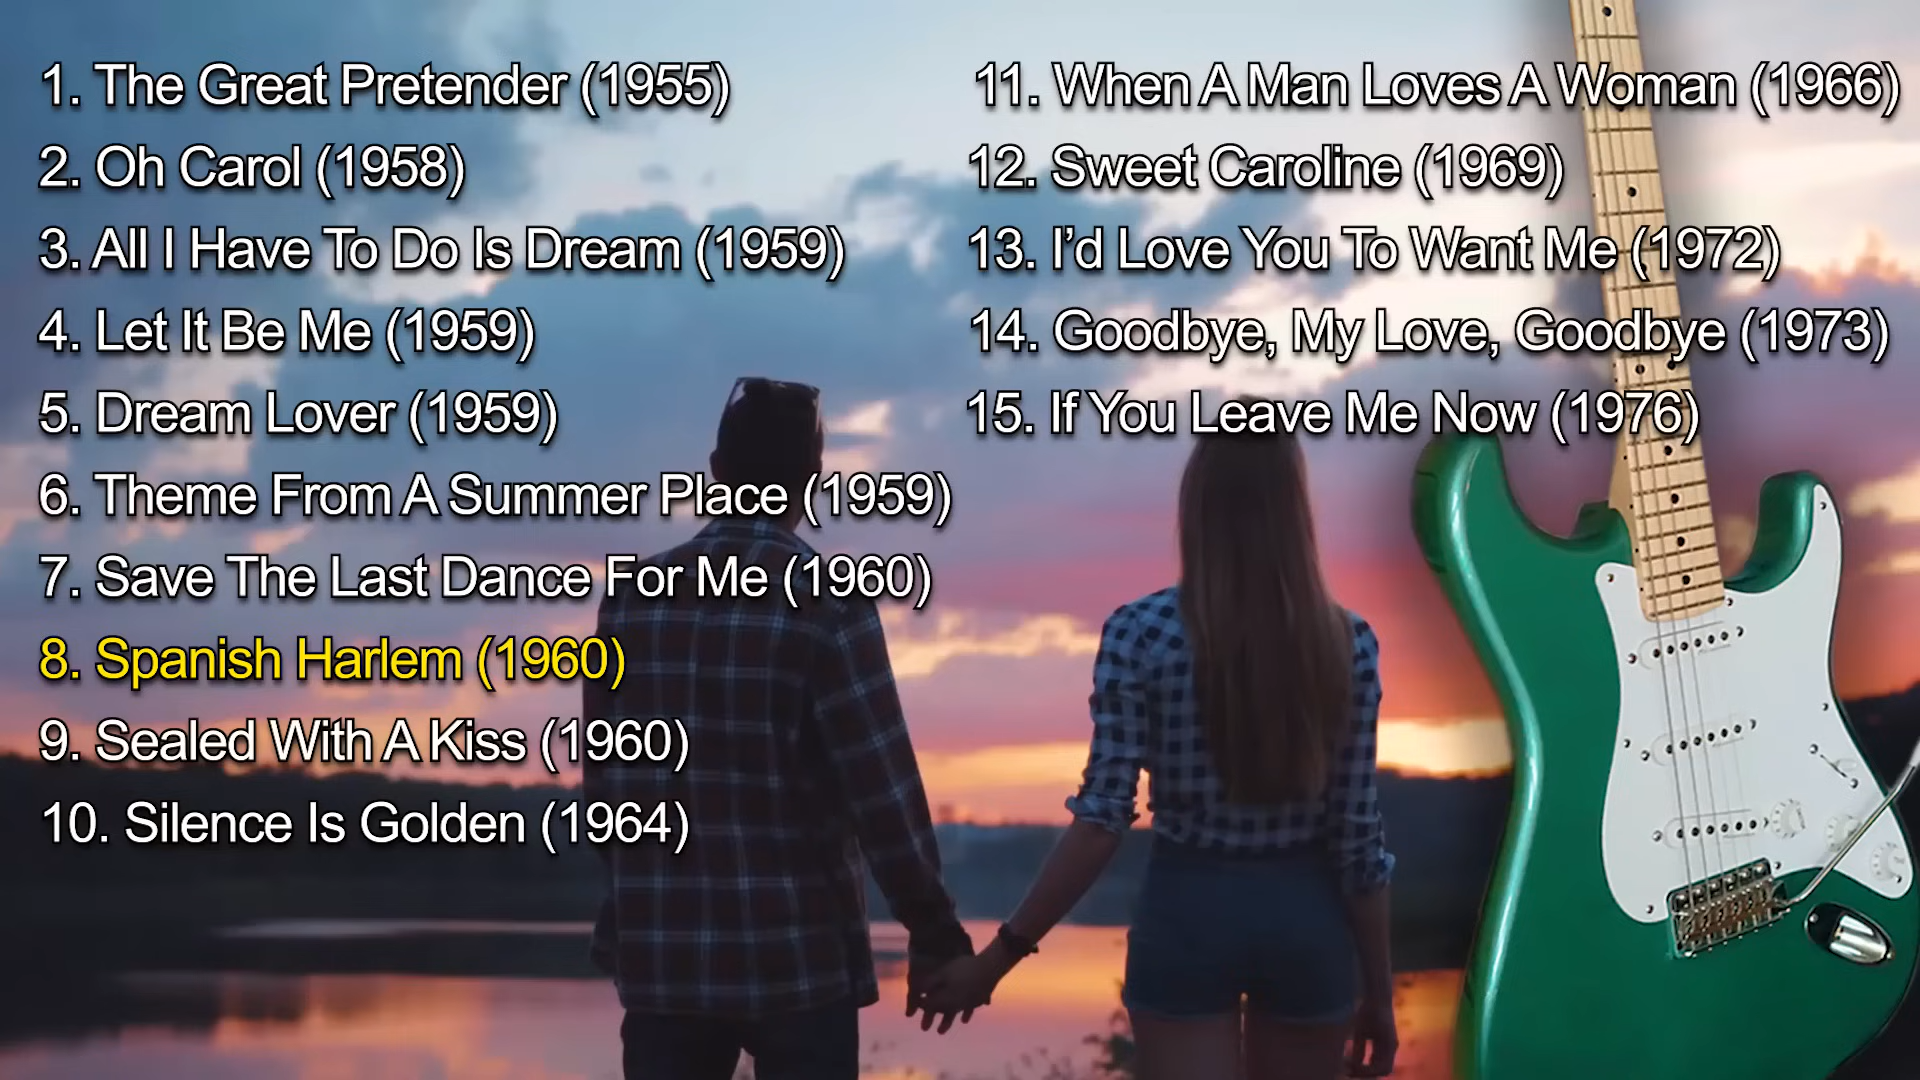 1. The Great Pretender (1955)
2. Oh Carol (1958)
3. All I Have To Do Is Dream (1959)
4. Let It Be Me (1959)
5. Dream Lover (1959)
6. Theme From A Summer Place (1959)
7. Save The Last Dance For Me (1960)
8. Spanish Harlem (1960)
9. Sealed With A Kiss (1960)
10. Silence Is Golden (1964)
11. When A Man Loves A Woman (1966)
12. Sweet Caroline (1969)
13. I’d Love You To Want Me (1972)
14. Goodbye, My Love, Goodbye (1973)
15. If You Leave Me Now (1976)